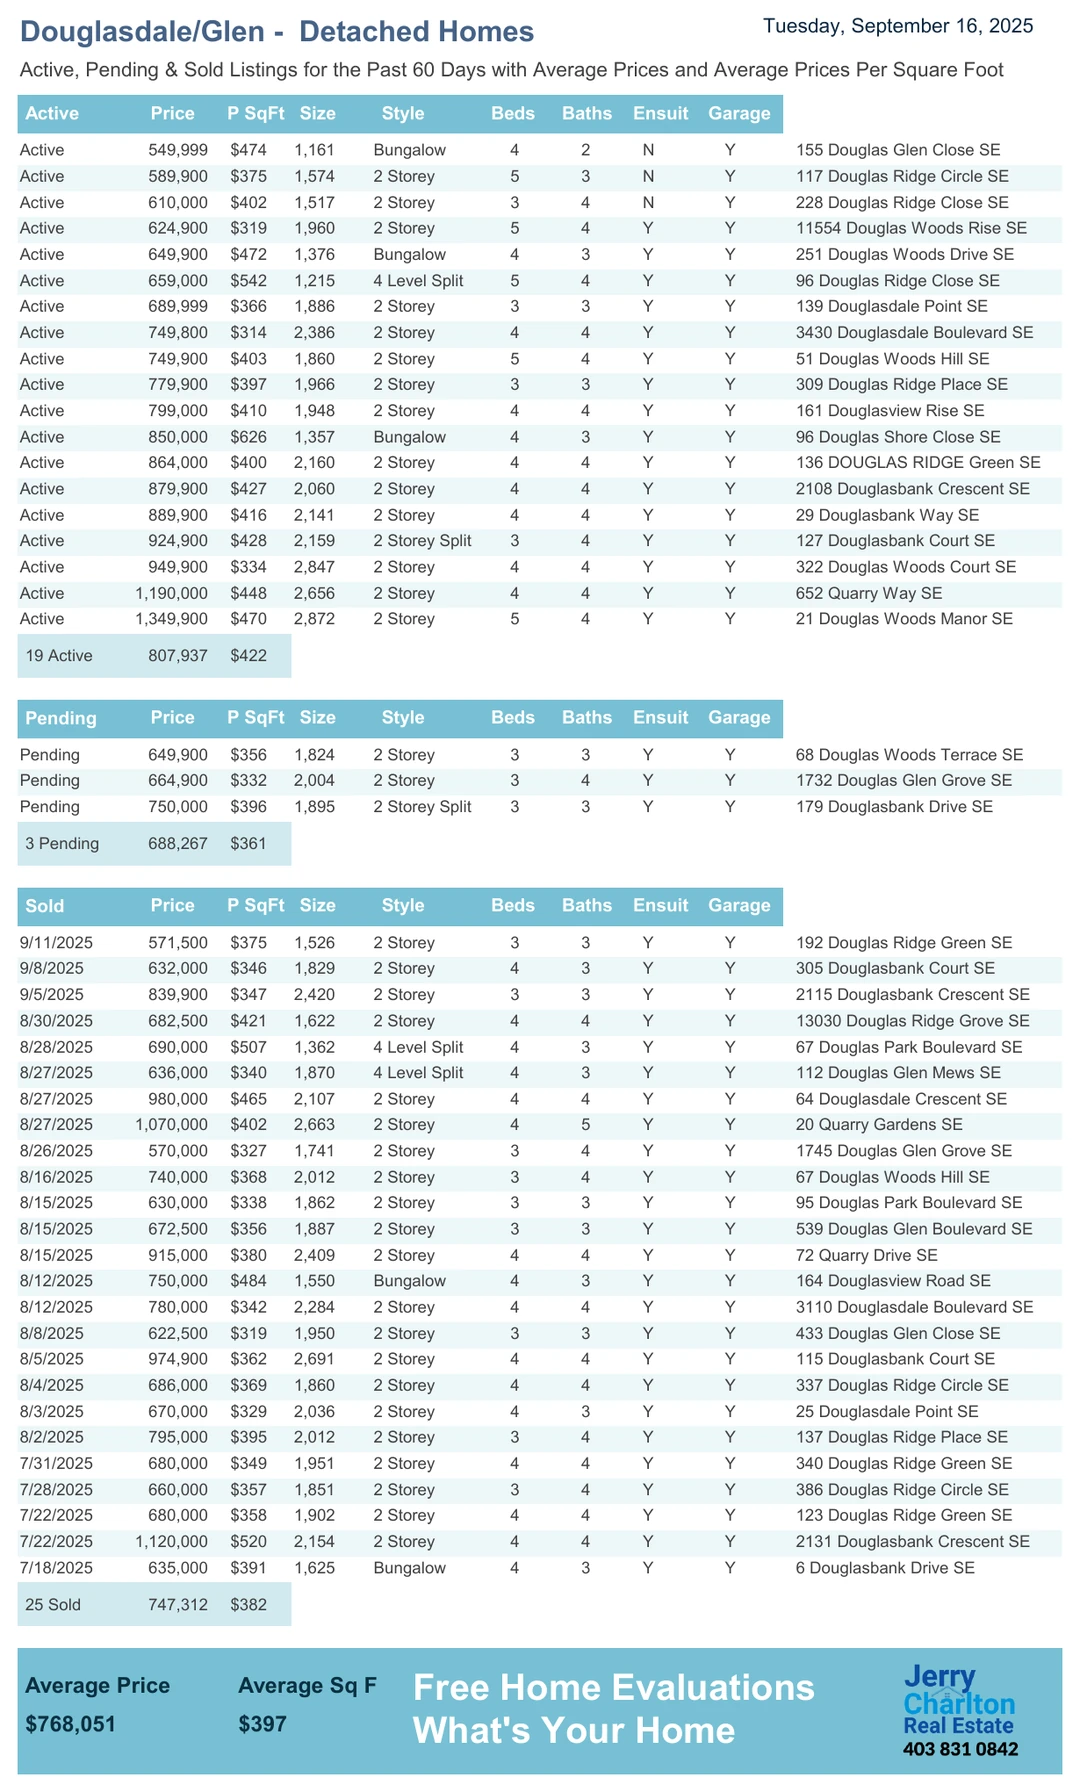 Douglasdale/Glen - Detached Homes
Tuesday, September 16, 2025
Active, Pending & Sold Listings for the Past 60 Days with Average Prices and Average Prices Per Square Foot
Active Price P SqFt Size Style Beds Baths Ensuit Garage
Active 549,999 $474 1,161 Bungalow 4 2 N Y 155 Douglas Glen Close SE
Active 589,900 $375 1,574 2 Storey 5 3 N Y 117 Douglas Ridge Circle SE
Active 610,000 $402 1,517 2 Storey 3 4 N Y 228 Douglas Ridge Close SE
Active 624,900 $319 1,960 2 Storey 5 4 Y Y 11554 Douglas Woods Rise SE
Active 649,900 $472 1,376 Bungalow 4 3 Y Y 251 Douglas Woods Drive SE
Active 659,000 $542 1,215 4 Level Split 5 4 Y Y 96 Douglas Ridge Close SE
Active 689,999 $366 1,886 2 Storey 3 3 Y Y 139 Douglasdale Point SE
Active 749,800 $314 2,386 2 Storey 4 4 Y Y 3430 Douglasdale Boulevard SE
Active 749,900 $403 1,860 2 Storey 5 4 Y Y 51 Douglas Woods Hill SE
Active 779,900 $397 1,966 2 Storey 3 3 Y Y 309 Douglas Ridge Place SE
Active 799,000 $410 1,948 2 Storey 4 4 Y Y 161 Douglasview Rise SE
Active 850,000 $626 1,357 Bungalow 4 3 Y Y 96 Douglas Shore Close SE
Active 864,000 $400 2,160 2 Storey 4 4 Y Y 136 DOUGLAS RIDGE Green SE
Active 879,900 $427 2,060 2 Storey 4 4 Y Y 2108 Douglasbank Crescent SE
Active 889,900 $416 2,141 2 Storey 4 4 Y Y 29 Douglasbank Way SE
Active 924,900 $428 2,159 2 Storey Split 3 4 Y Y 127 Douglasbank Court SE
Active 949,900 $334 2,847 2 Storey 4 4 Y Y 322 Douglas Woods Court SE
Active 1,190,000 $448 2,656 2 Storey 4 4 Y Y 652 Quarry Way SE
Active 1,349,900 $470 2,872 2 Storey 5 4 Y Y 21 Douglas Woods Manor SE
19 Active 807,937 $422
Pending Price P SqFt Size Style Beds Baths Ensuit Garage
Pending 649,900 $356 1,824 2 Storey 3 3 Y Y 68 Douglas Woods Terrace SE
Pending 664,900 $332 2,004 2 Storey 3 4 Y Y 1732 Douglas Glen Grove SE
Pending 750,000 $396 1,895 2 Storey Split 3 3 Y Y 179 Douglasbank Drive SE
3 Pending 688,267 $361
Sold Price P SqFt Size Style Beds Baths Ensuit Garage
9/11/2025 571,500 $375 1,526 2 Storey 3 3 Y Y 192 Douglas Ridge Green SE
9/8/2025 632,000 $346 1,829 2 Storey 4 3 Y Y 305 Douglasbank Court SE
9/5/2025 839,900 $347 2,420 2 Storey 3 3 Y Y 2115 Douglasbank Crescent SE
8/30/2025 682,500 $421 1,622 2 Storey 4 4 Y Y 13030 Douglas Ridge Grove SE
8/28/2025 690,000 $507 1,362 4 Level Split 4 3 Y Y 67 Douglas Park Boulevard SE
8/27/2025 636,000 $340 1,870 4 Level Split 4 3 Y Y 112 Douglas Glen Mews SE
8/27/2025 980,000 $465 2,107 2 Storey 4 4 Y Y 64 Douglasdale Crescent SE
8/27/2025 1,070,000 $402 2,663 2 Storey 4 5 Y Y 20 Quarry Gardens SE
8/26/2025 570,000 $327 1,741 2 Storey 3 4 Y Y 1745 Douglas Glen Grove SE
8/16/2025 740,000 $368 2,012 2 Storey 3 4 Y Y 67 Douglas Woods Hill SE
8/15/2025 630,000 $338 1,862 2 Storey 3 3 Y Y 95 Douglas Park Boulevard SE
8/15/2025 672,500 $356 1,887 2 Storey 3 3 Y Y 539 Douglas Glen Boulevard SE
8/15/2025 915,000 $380 2,409 2 Storey 4 4 Y Y 72 Quarry Drive SE
8/12/2025 750,000 $484 1,550 Bungalow 4 3 Y Y 164 Douglasview Road SE
8/12/2025 780,000 $342 2,284 2 Storey 4 4 Y Y 3110 Douglasdale Boulevard SE
8/8/2025 622,500 $319 1,950 2 Storey 3 3 Y Y 433 Douglas Glen Close SE
8/5/2025 974,900 $362 2,691 2 Storey 4 4 Y Y 115 Douglasbank Court SE
8/4/2025 686,000 $369 1,860 2 Storey 4 4 Y Y 337 Douglas Ridge Circle SE
8/3/2025 670,000 $329 2,036 2 Storey 4 3 Y Y 25 Douglasdale Point SE
8/2/2025 795,000 $395 2,012 2 Storey 3 4 Y Y 137 Douglas Ridge Place SE
7/31/2025 680,000 $349 1,951 2 Storey 4 4 Y Y 340 Douglas Ridge Green SE
7/28/2025 660,000 $357 1,851 2 Storey 3 4 Y Y 386 Douglas Ridge Circle SE
7/22/2025 680,000 $358 1,902 2 Storey 4 4 Y Y 123 Douglas Ridge Green SE
7/22/2025 1,120,000 $520 2,154 2 Storey 4 4 Y Y 2131 Douglasbank Crescent SE
7/18/2025 635,000 $391 1,625 Bungalow 4 3 Y Y 6 Douglasbank Drive SE
25 Sold 747,312 $382
Average Price Average Sq F
$768,051 $397
Free Home Evaluations
What's Your Home
Jerry
Charlton
Real Estate
403 831 0842